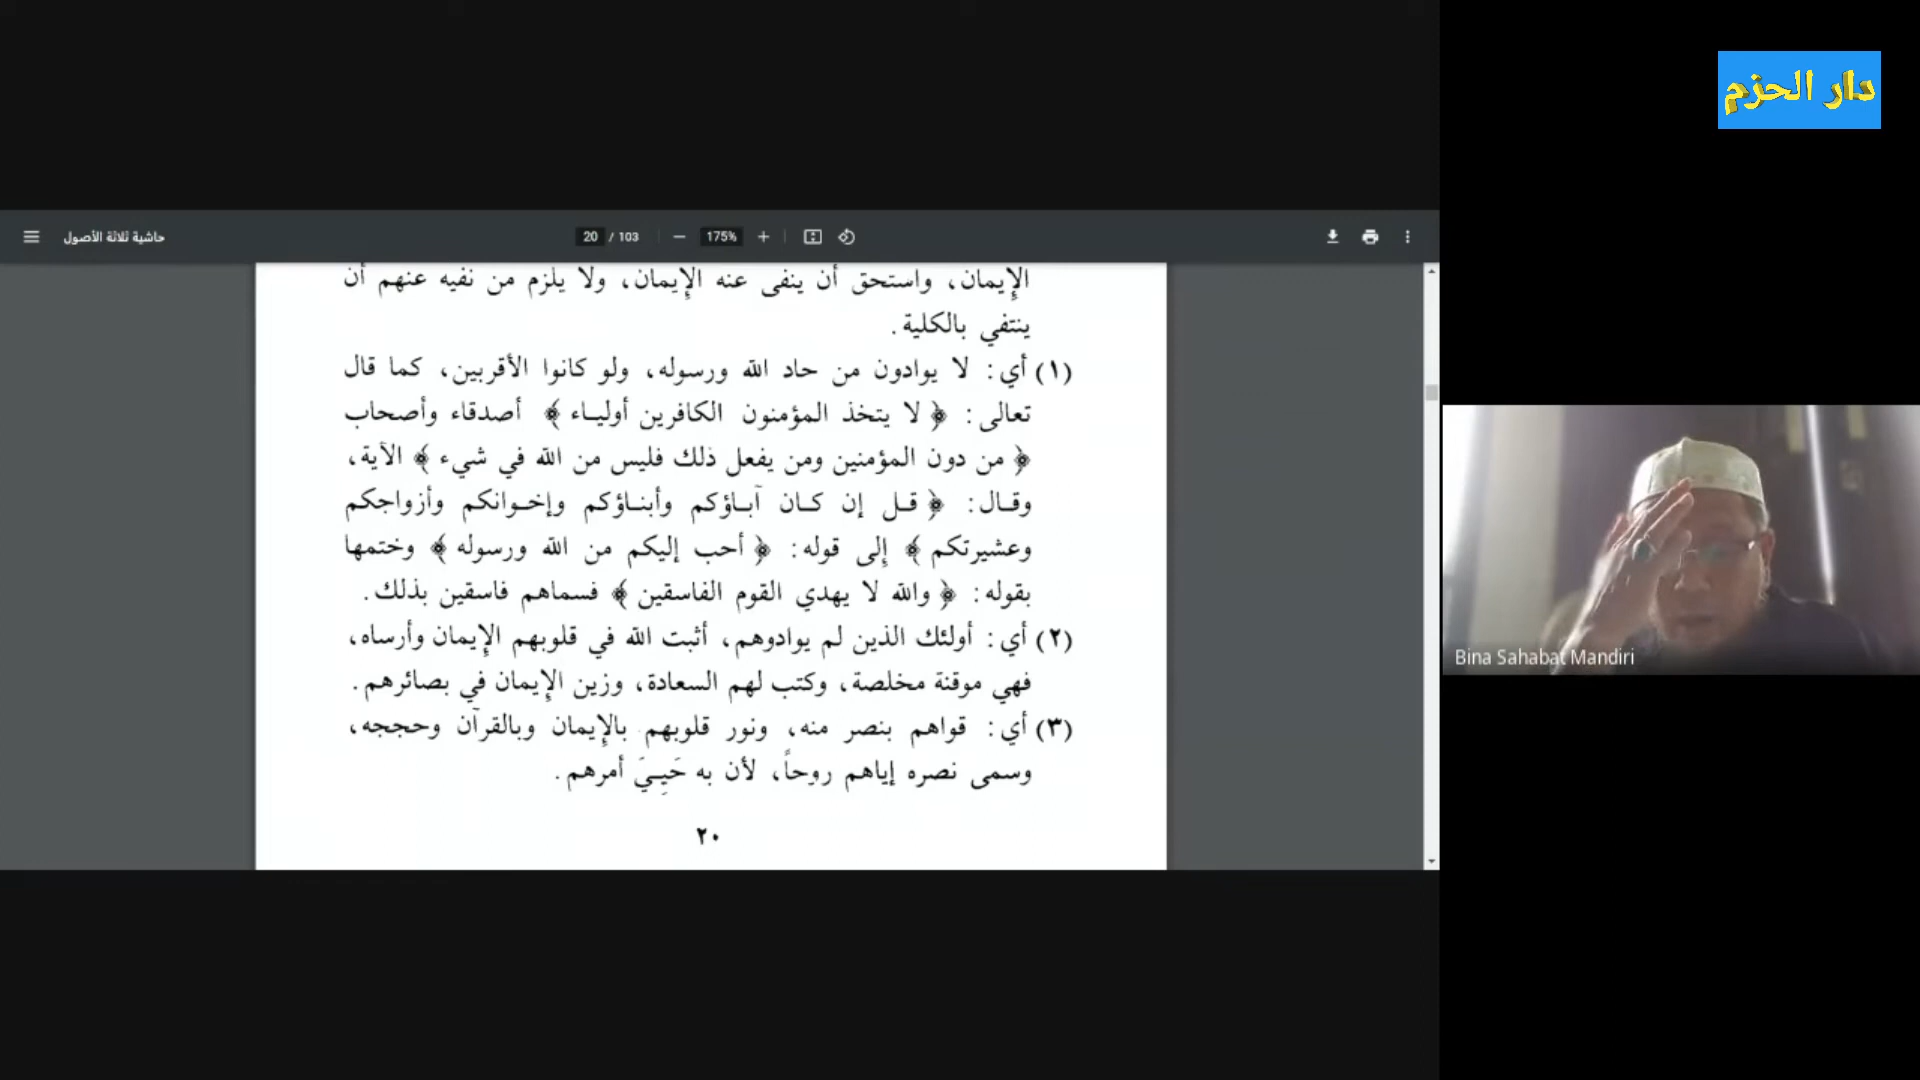 دار الحزم
حاشية ثلاثة الأصول
20 / 103
175%
الإيمان، واستحق أن ينفى عنه الإيمان، ولا يلزم من نفيه عنهم أن
ينتفي بالكلية.
(١) أي: لا يوادون من حاد الله ورسوله، ولو كانوا الأقربين، كما قال
تعالى: ﴿ لا يتخذ المؤمنون الكافرين أولياء ﴾ أصدقاء وأصحاب
﴿ من دون المؤمنين ومن يفعل ذلك فليس من الله في شيء ﴾ الآية،
وقال: ﴿ قل إن كان آباؤكم وأبناؤكم وإخوانكم وأزواجكم
وعشيرتكم ﴾ إلى قوله: ﴿ أحب إليكم من الله ورسوله ﴾ وختمها
بقوله: ﴿ والله لا يهدي القوم الفاسقين ﴾ فسماهم فاسقين بذلك.
(٢) أي: أولئك الذين لم يوادوهم، أثبت الله في قلوبهم الإيمان وأرساه،
فهي موقنة مخلصة، وكتب لهم السعادة، وزين الإيمان في بصائرهم.
(٣) أي: قواهم بنصر منه، ونور قلوبهم بالإيمان وبالقرآن وحججه،
وسمى نصره إياهم روحاً، لأن به حَيِيَ أمرهم.
٢٠
Bina Sahabat Mandiri